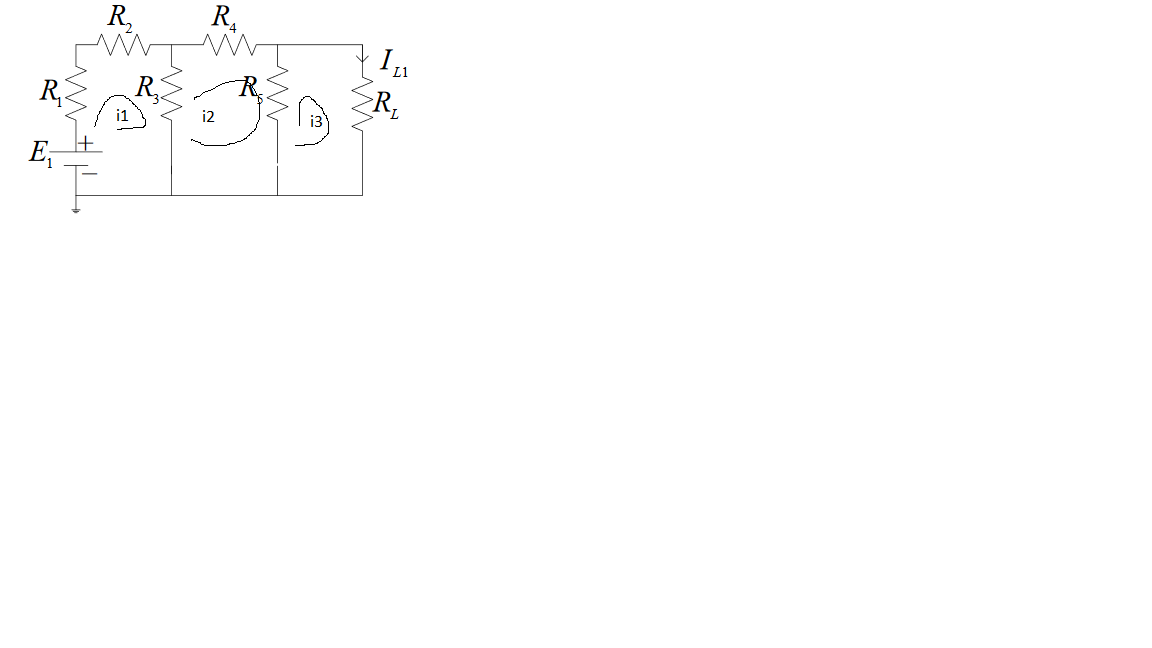 R2 R4
R1 R3 R5 IL1
RL
i1 i2 i3
E1 +
−